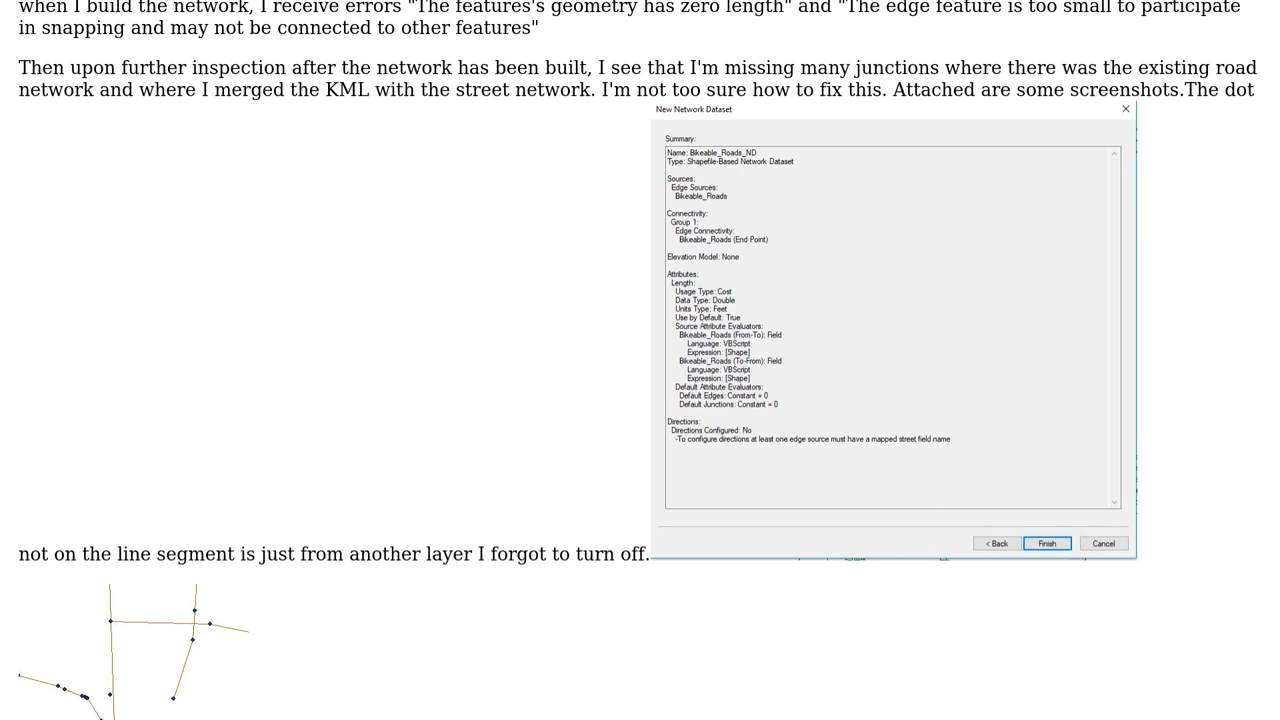 when I build the network, I receive errors "The features's geometry has zero length" and "The edge feature is too small to participate
in snapping and may not be connected to other features"
Then upon further inspection after the network has been built, I see that I'm missing many junctions where there was the existing road
network and where I merged the KML with the street network. I'm not too sure how to fix this. Attached are some screenshots.The dot
New Network Dataset
Summary:
Name: Bikeable_Roads_ND
Type: Shapefile-Based Network Dataset
Sources:
Edge Sources:
Bikeable_Roads
Connectivity:
Group 1:
Edge Connectivity:
Bikeable_Roads (End Point)
Elevation Model: None
Attributes:
Length:
Usage Type: Cost
Data Type: Double
Units Type: Feet
Use by Default: True
Source Attribute Evaluators:
Bikeable_Roads (From-To): Field
Language: VBScript
Expression: [Shape]
Bikeable_Roads (To-From): Field
Language: VBScript
Expression: [Shape]
Default Attribute Evaluators:
Default Edges: Constant = 0
Default Junctions: Constant = 0
Directions:
Directions Configured: No
-To configure directions at least one edge source must have a mapped street field name
< Back Finish Cancel
not on the line segment is just from another layer I forgot to turn off.